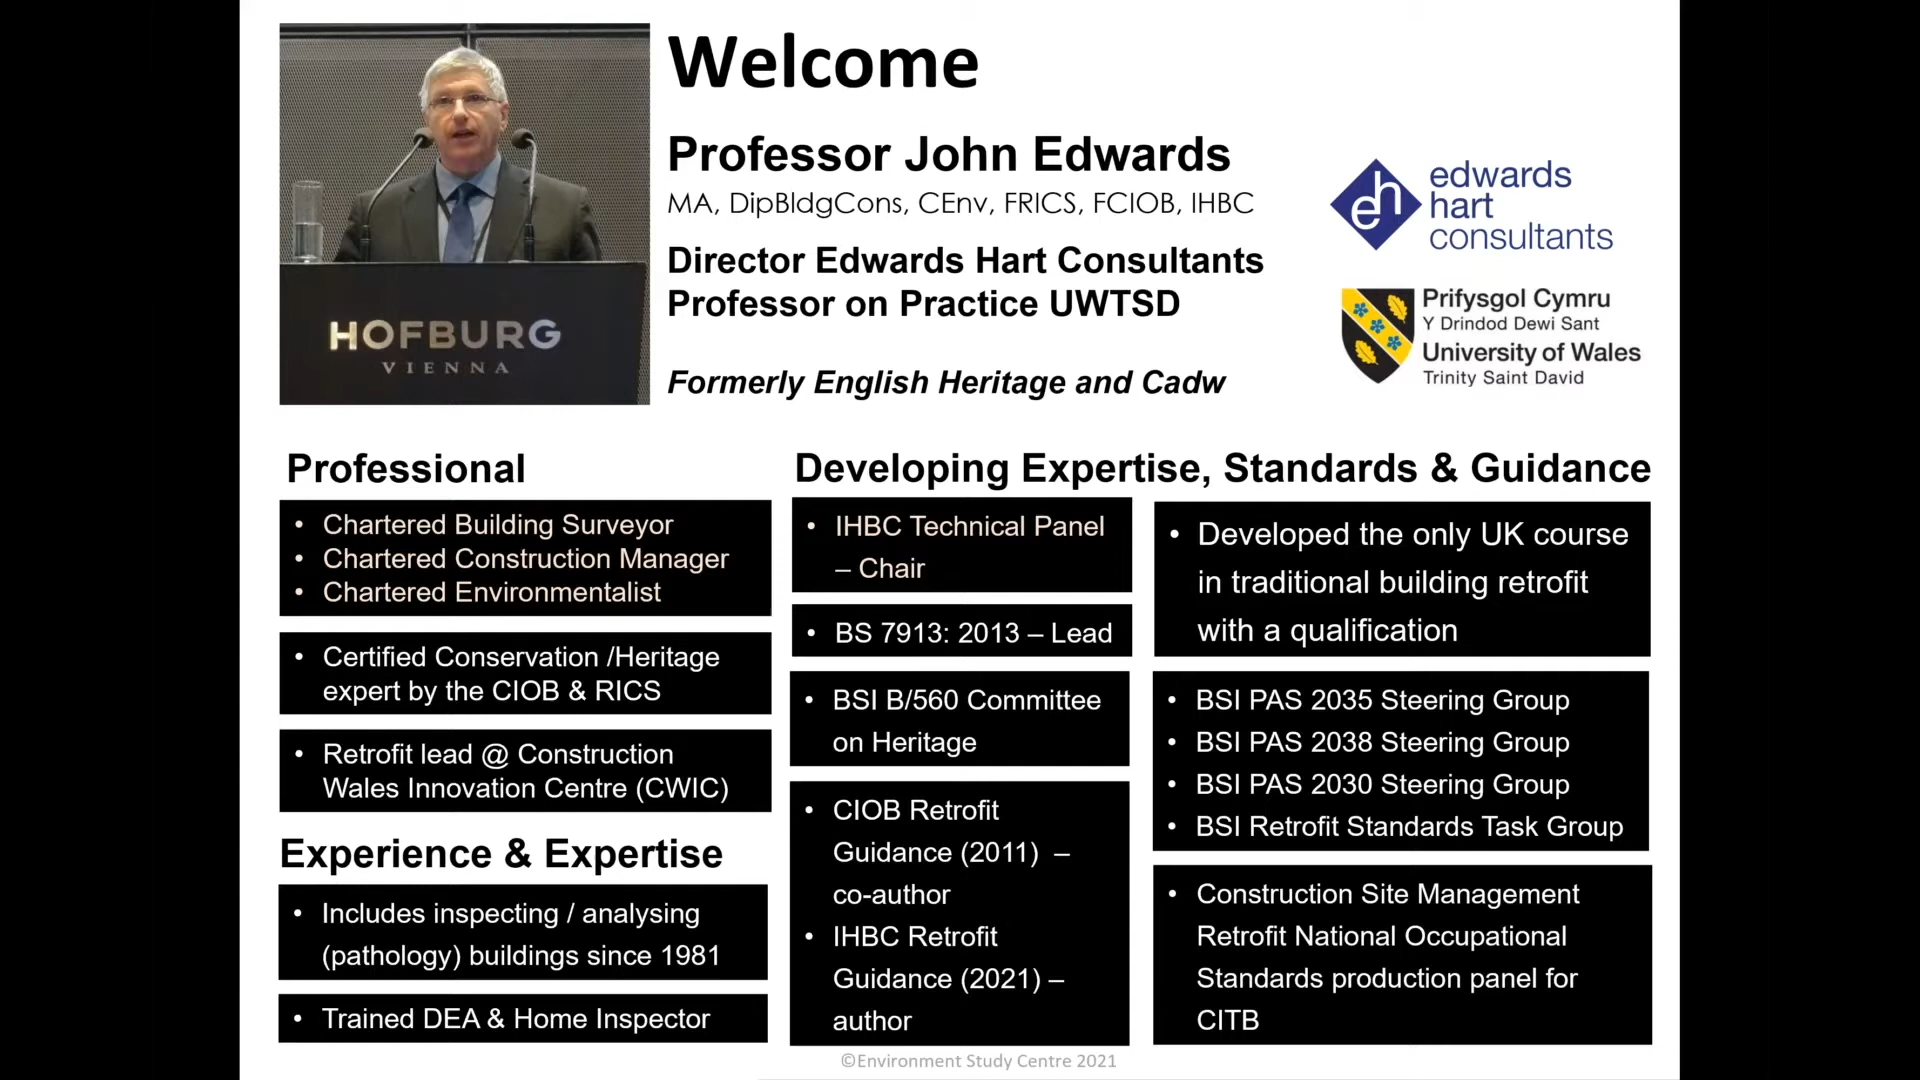 Welcome
Professor John Edwards
MA, DipBldgCons, CEnv, FRICS, FCIOB, IHBC
Director Edwards Hart Consultants
Professor on Practice UWTSD
Formerly English Heritage and Cadw
HOFBURG
VIENNA
eh
edwards
hart
consultants
Prifysgol Cymru
Y Drindod Dewi Sant
University of Wales
Trinity Saint David
Professional
• Chartered Building Surveyor
• Chartered Construction Manager
• Chartered Environmentalist
• Certified Conservation /Heritage
expert by the CIOB & RICS
• Retrofit lead @ Construction
Wales Innovation Centre (CWIC)
Experience & Expertise
• Includes inspecting / analysing
(pathology) buildings since 1981
• Trained DEA & Home Inspector
Developing Expertise, Standards & Guidance
• IHBC Technical Panel
– Chair
• BS 7913: 2013 – Lead
• BSI B/560 Committee
on Heritage
• CIOB Retrofit
Guidance (2011) –
co-author
• IHBC Retrofit
Guidance (2021) –
author
• Developed the only UK course
in traditional building retrofit
with a qualification
• BSI PAS 2035 Steering Group
• BSI PAS 2038 Steering Group
• BSI PAS 2030 Steering Group
• BSI Retrofit Standards Task Group
• Construction Site Management
Retrofit National Occupational
Standards production panel for
CITB
©Environment Study Centre 2021